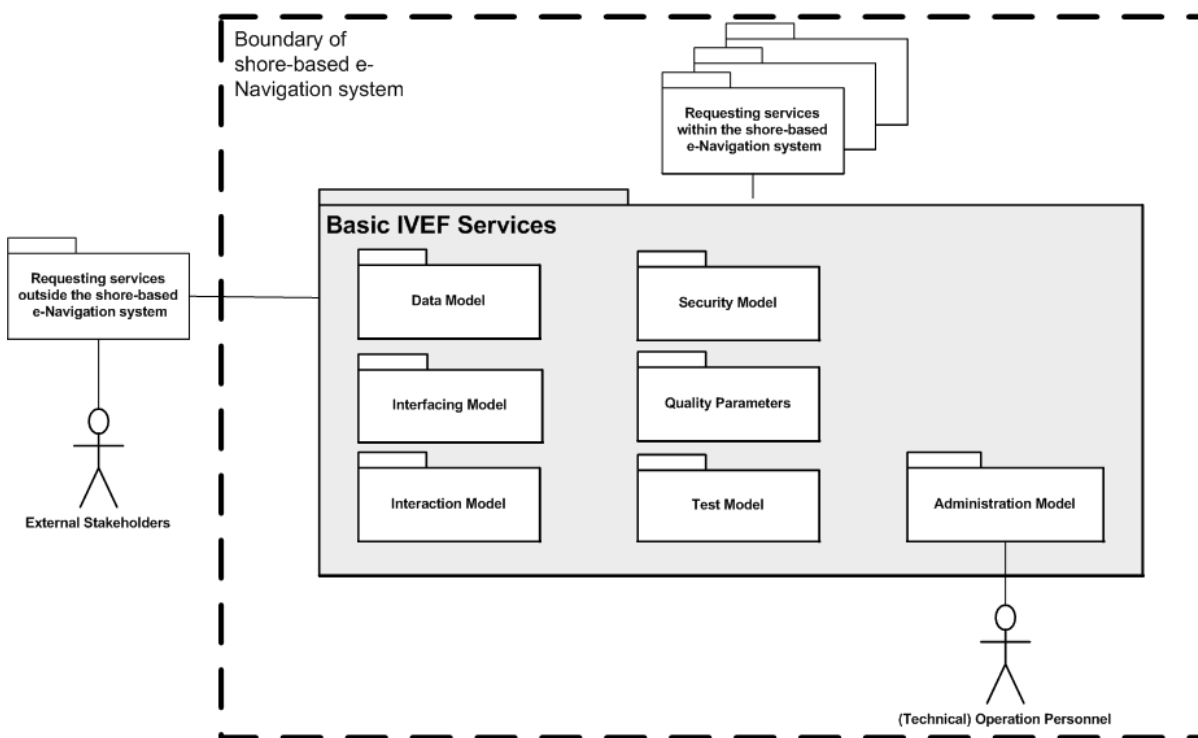 Boundary of
shore-based e-
Navigation system
Requesting services
within the shore-based
e-Navigation system
Basic IVEF Services
Requesting services
outside the shore-based
e-Navigation system
Data Model
Security Model
Interfacing Model
Quality Parameters
Interaction Model
Test Model
Administration Model
External Stakeholders
(Technical) Operation Personnel